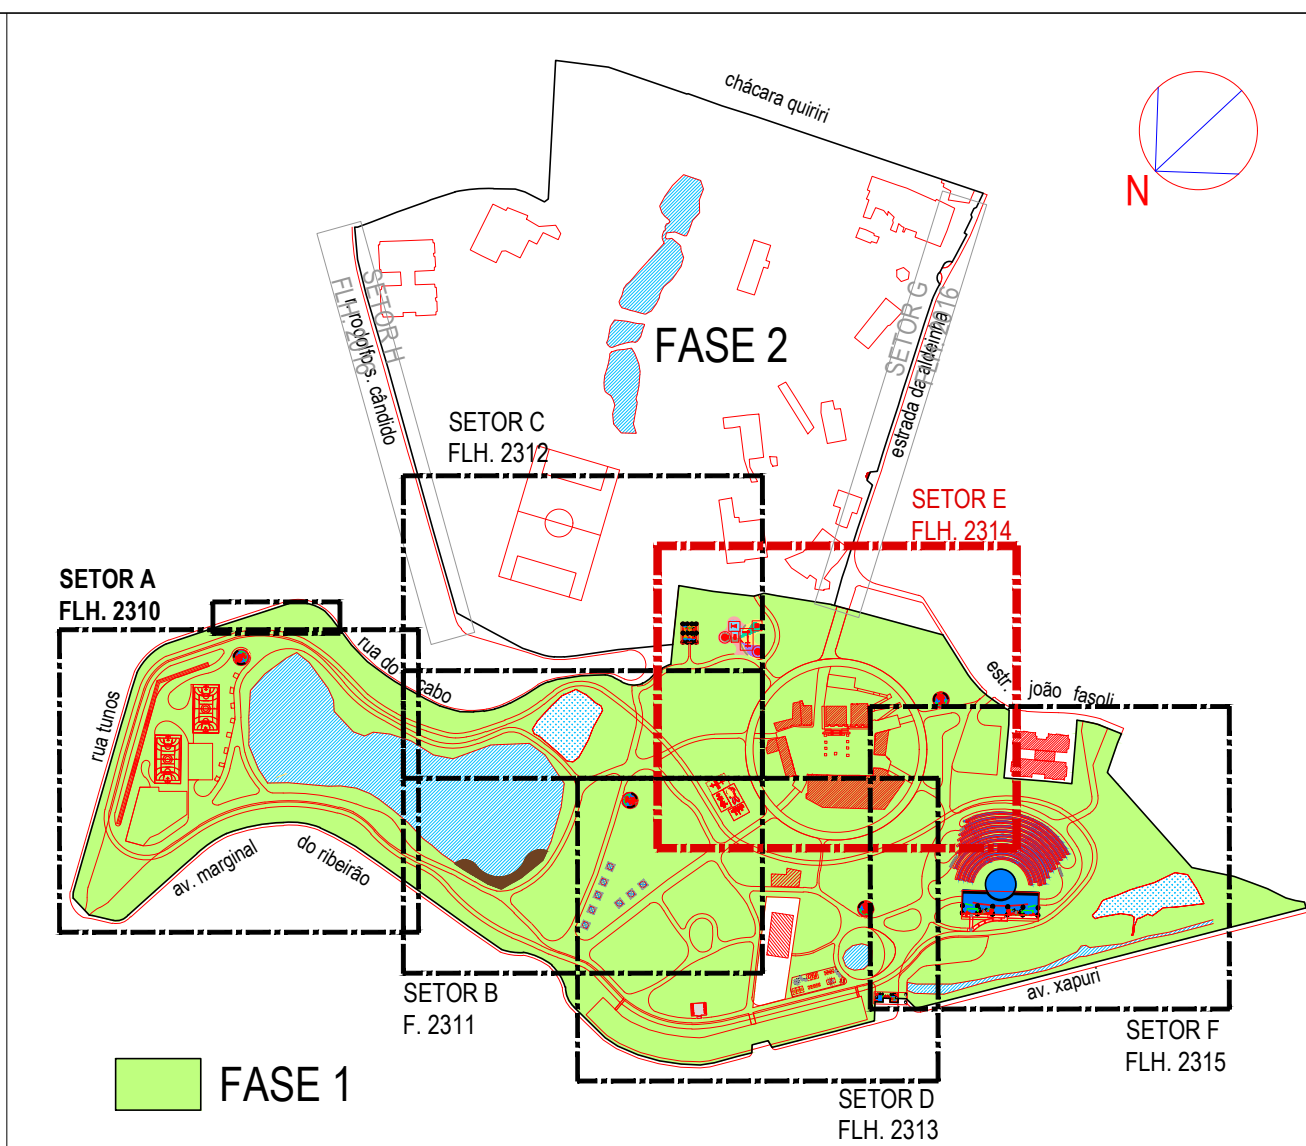 chácara quiriri
N
SETOR H
FLH. 2016
r. rodolfo s. cândido
SETOR G
estrada da aldeinha
FASE 2
SETOR C
FLH. 2312
SETOR E
FLH. 2314
SETOR A
FLH. 2310
rua do cabo
rua tunos
estr. joão fasoli
av. marginal do ribeirão
av. xapuri
SETOR B
F. 2311
SETOR F
FLH. 2315
FASE 1
SETOR D
FLH. 2313